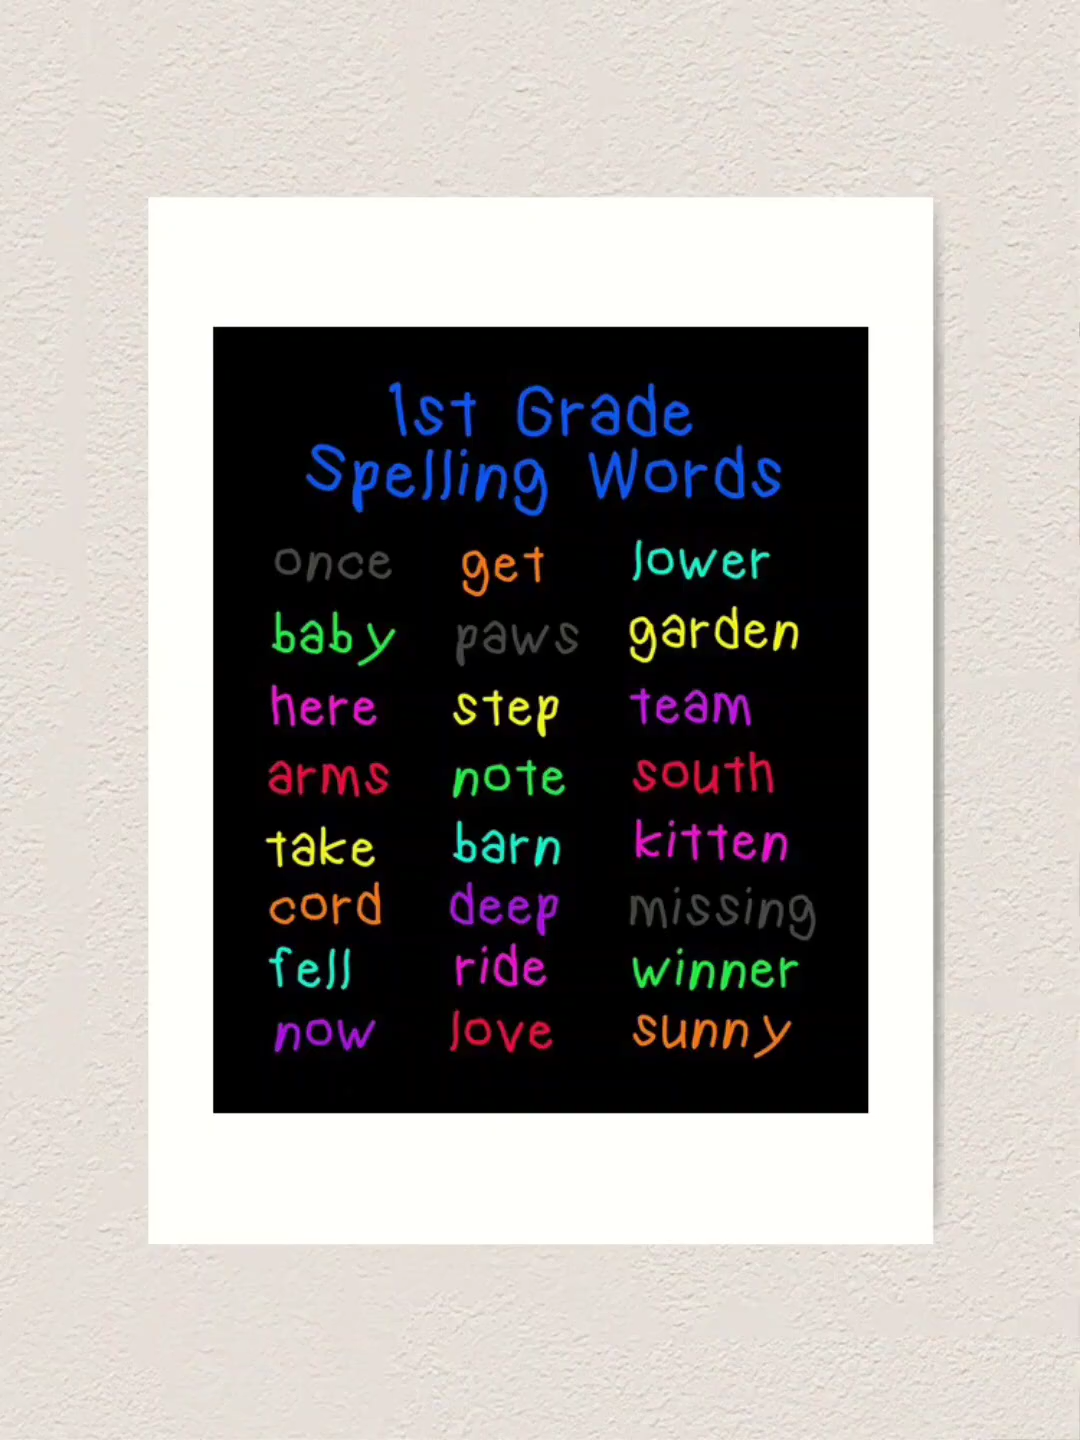 1st Grade
Spelling Words
once get lower
baby paws garden
here step team
arms note south
take barn kitten
cord deep missing
fell ride winner
now love sunny